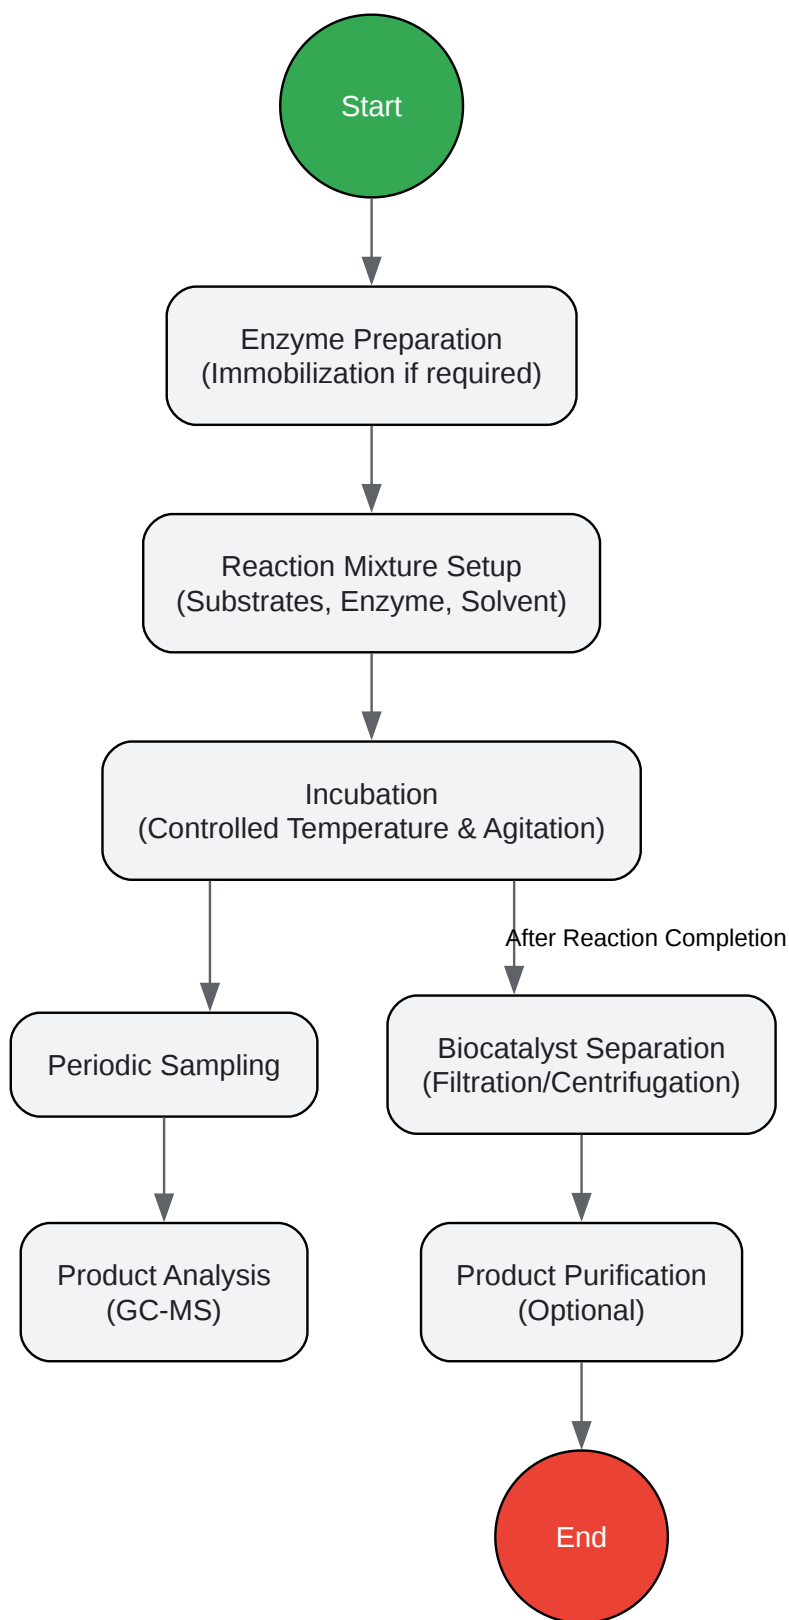 Start
Enzyme Preparation
(Immobilization if required)
Reaction Mixture Setup
(Substrates, Enzyme, Solvent)
Incubation
(Controlled Temperature & Agitation)
After Reaction Completion
Periodic Sampling
Biocatalyst Separation
(Filtration/Centrifugation)
Product Analysis
(GC-MS)
Product Purification
(Optional)
End